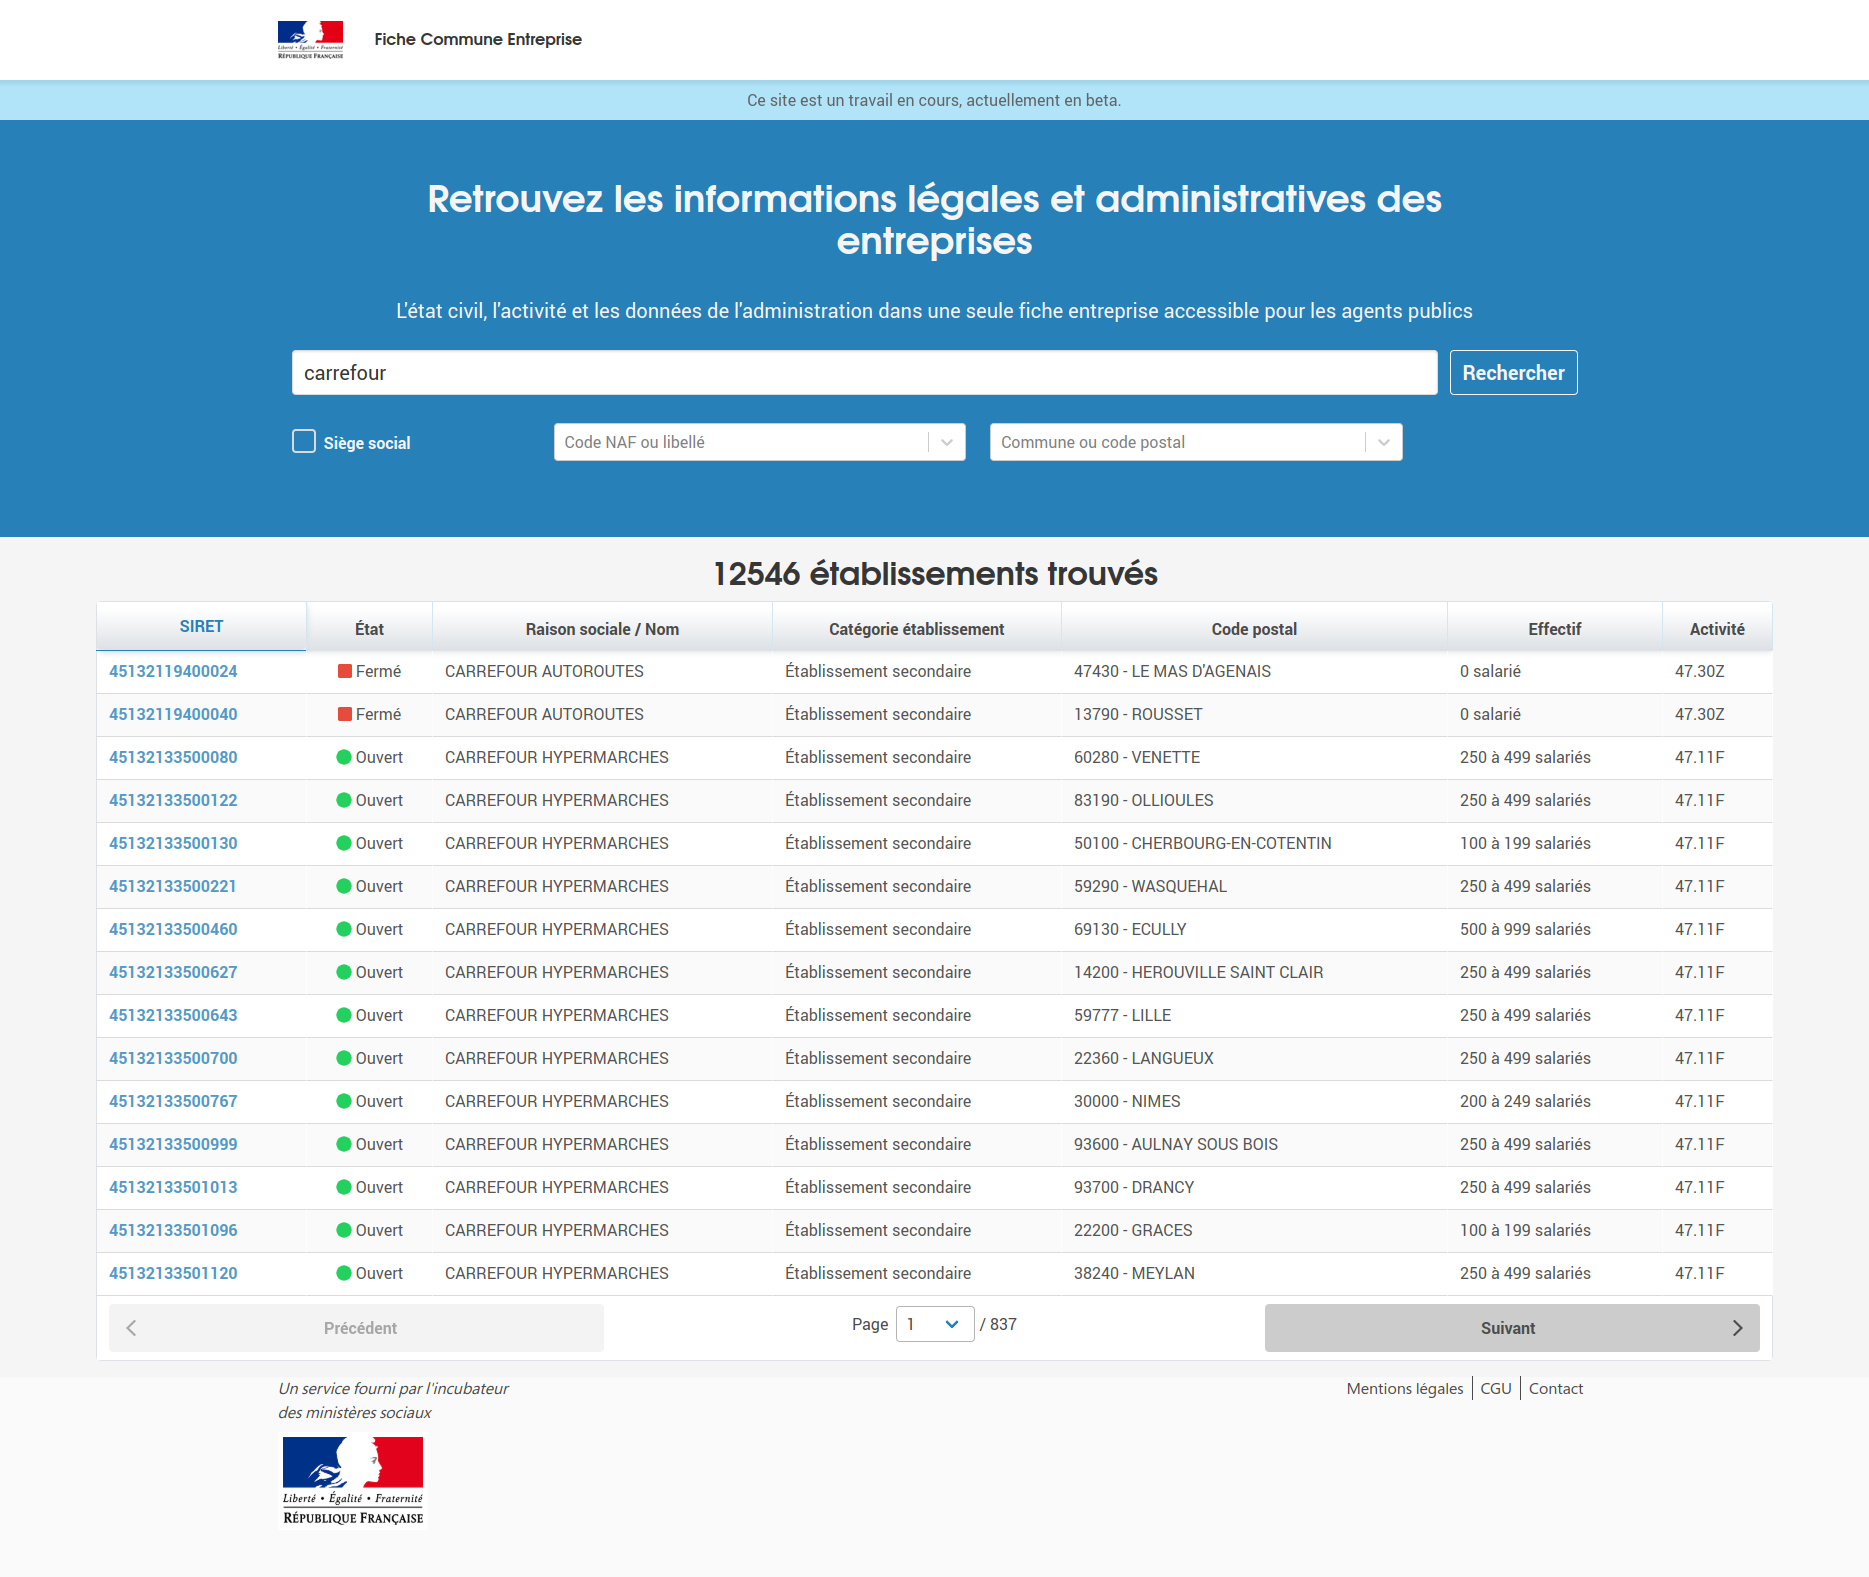 Liberté • Égalité • Fraternité
RÉPUBLIQUE FRANÇAISE
Fiche Commune Entreprise
Ce site est un travail en cours, actuellement en beta.
Retrouvez les informations légales et administratives des
entreprises
L'état civil, l'activité et les données de l'administration dans une seule fiche entreprise accessible pour les agents publics
carrefour Rechercher
Siège social Code NAF ou libellé Commune ou code postal
12546 établissements trouvés
SIRET État Raison sociale / Nom Catégorie établissement Code postal Effectif Activité
45132119400024 Fermé CARREFOUR AUTOROUTES Établissement secondaire 47430 - LE MAS D'AGENAIS 0 salarié 47.30Z
45132119400040 Fermé CARREFOUR AUTOROUTES Établissement secondaire 13790 - ROUSSET 0 salarié 47.30Z
45132133500080 Ouvert CARREFOUR HYPERMARCHES Établissement secondaire 60280 - VENETTE 250 à 499 salariés 47.11F
45132133500122 Ouvert CARREFOUR HYPERMARCHES Établissement secondaire 83190 - OLLIOULES 250 à 499 salariés 47.11F
45132133500130 Ouvert CARREFOUR HYPERMARCHES Établissement secondaire 50100 - CHERBOURG-EN-COTENTIN 100 à 199 salariés 47.11F
45132133500221 Ouvert CARREFOUR HYPERMARCHES Établissement secondaire 59290 - WASQUEHAL 250 à 499 salariés 47.11F
45132133500460 Ouvert CARREFOUR HYPERMARCHES Établissement secondaire 69130 - ECULLY 500 à 999 salariés 47.11F
45132133500627 Ouvert CARREFOUR HYPERMARCHES Établissement secondaire 14200 - HEROUVILLE SAINT CLAIR 250 à 499 salariés 47.11F
45132133500643 Ouvert CARREFOUR HYPERMARCHES Établissement secondaire 59777 - LILLE 250 à 499 salariés 47.11F
45132133500700 Ouvert CARREFOUR HYPERMARCHES Établissement secondaire 22360 - LANGUEUX 250 à 499 salariés 47.11F
45132133500767 Ouvert CARREFOUR HYPERMARCHES Établissement secondaire 30000 - NIMES 200 à 249 salariés 47.11F
45132133500999 Ouvert CARREFOUR HYPERMARCHES Établissement secondaire 93600 - AULNAY SOUS BOIS 250 à 499 salariés 47.11F
45132133501013 Ouvert CARREFOUR HYPERMARCHES Établissement secondaire 93700 - DRANCY 250 à 499 salariés 47.11F
45132133501096 Ouvert CARREFOUR HYPERMARCHES Établissement secondaire 22200 - GRACES 100 à 199 salariés 47.11F
45132133501120 Ouvert CARREFOUR HYPERMARCHES Établissement secondaire 38240 - MEYLAN 250 à 499 salariés 47.11F
Précédent Page 1 / 837 Suivant
Un service fourni par l'incubateur Mentions légales CGU Contact
des ministères sociaux
Liberté • Égalité • Fraternité
RÉPUBLIQUE FRANÇAISE